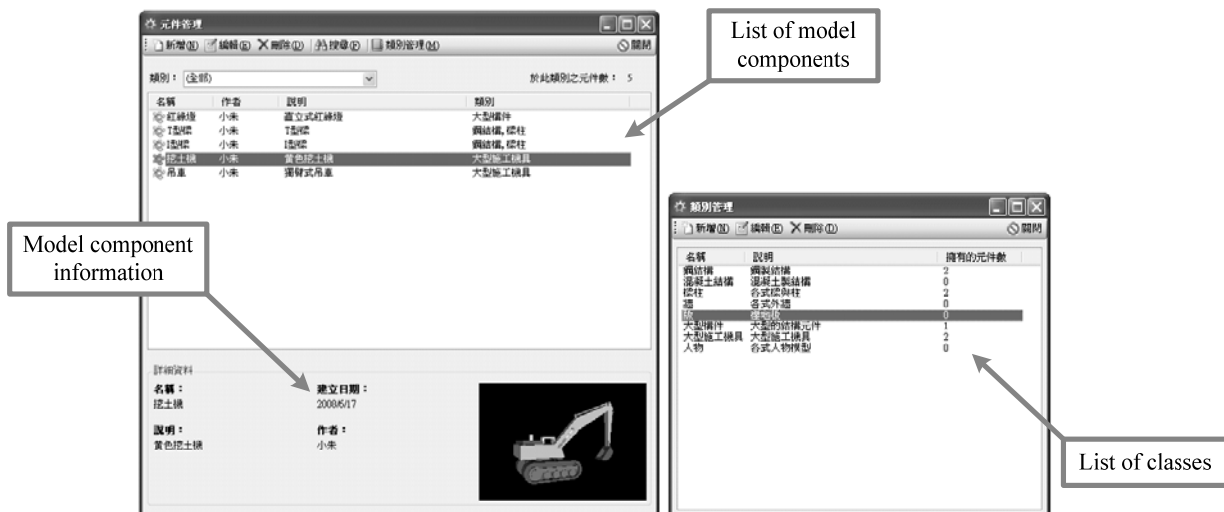 元件管理
新增(N) 編輯(E) 刪除(D) 搜尋(F) 類別管理(M) 關閉
類別： (全部) 於此類別之元件數： 5
名稱 作者 說明 類別
紅綠燈 小朱 直立式紅綠燈 大型構件
T型樑 小朱 T型樑 鋼結構, 樑柱
I型樑 小朱 I型樑 鋼結構, 樑柱
挖土機 小朱 黃色挖土機 大型施工機具
吊車 小朱 獨臂式吊車 大型施工機具
詳細資料
名稱： 建立日期：
挖土機 2008/6/17
說明： 作者：
黃色挖土機 小朱
List of model
components
Model component
information
類別管理
新增(N) 編輯(E) 刪除(D) 關閉
名稱 說明 擁有的元件數
鋼結構 鋼製結構 2
混凝土結構 混凝土製結構 0
樑柱 各式樑與柱 2
牆 各式外牆 0
版 樓地板 0
大型構件 大型的結構元件 1
大型施工機具 大型施工機具 2
人物 各式人物模型 0
List of classes